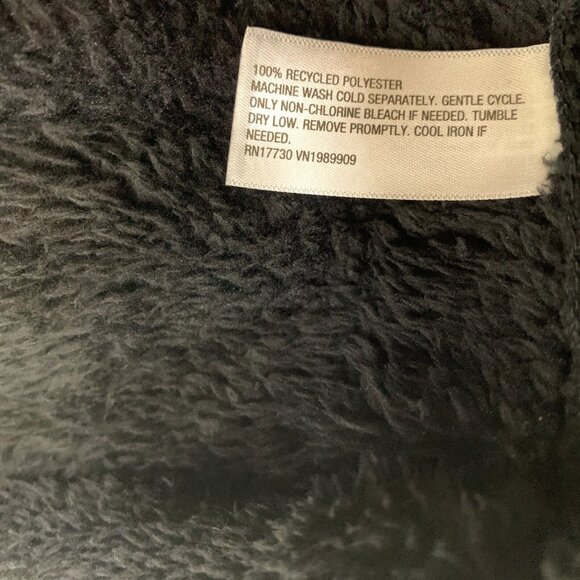 100% RECYCLED POLYESTER
MACHINE WASH COLD SEPARATELY. GENTLE CYCLE.
ONLY NON-CHLORINE BLEACH IF NEEDED. TUMBLE
DRY LOW. REMOVE PROMPTLY. COOL IRON IF
NEEDED.
RN17730 VN1989909